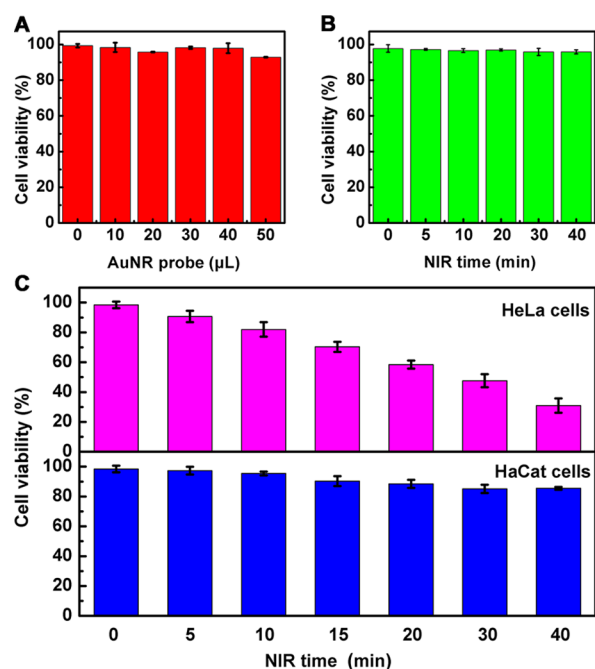 A
100
80
60
40
20
0
Cell viability (%)
0 10 20 30 40 50
AuNR probe (µL)
B
100
80
60
40
20
0
Cell viability (%)
0 5 10 20 30 40
NIR time (min)
C
HeLa cells
100
80
60
40
20
0
Cell viability (%)
HaCat cells
100
80
60
40
20
0
0 5 10 15 20 30 40
NIR time (min)